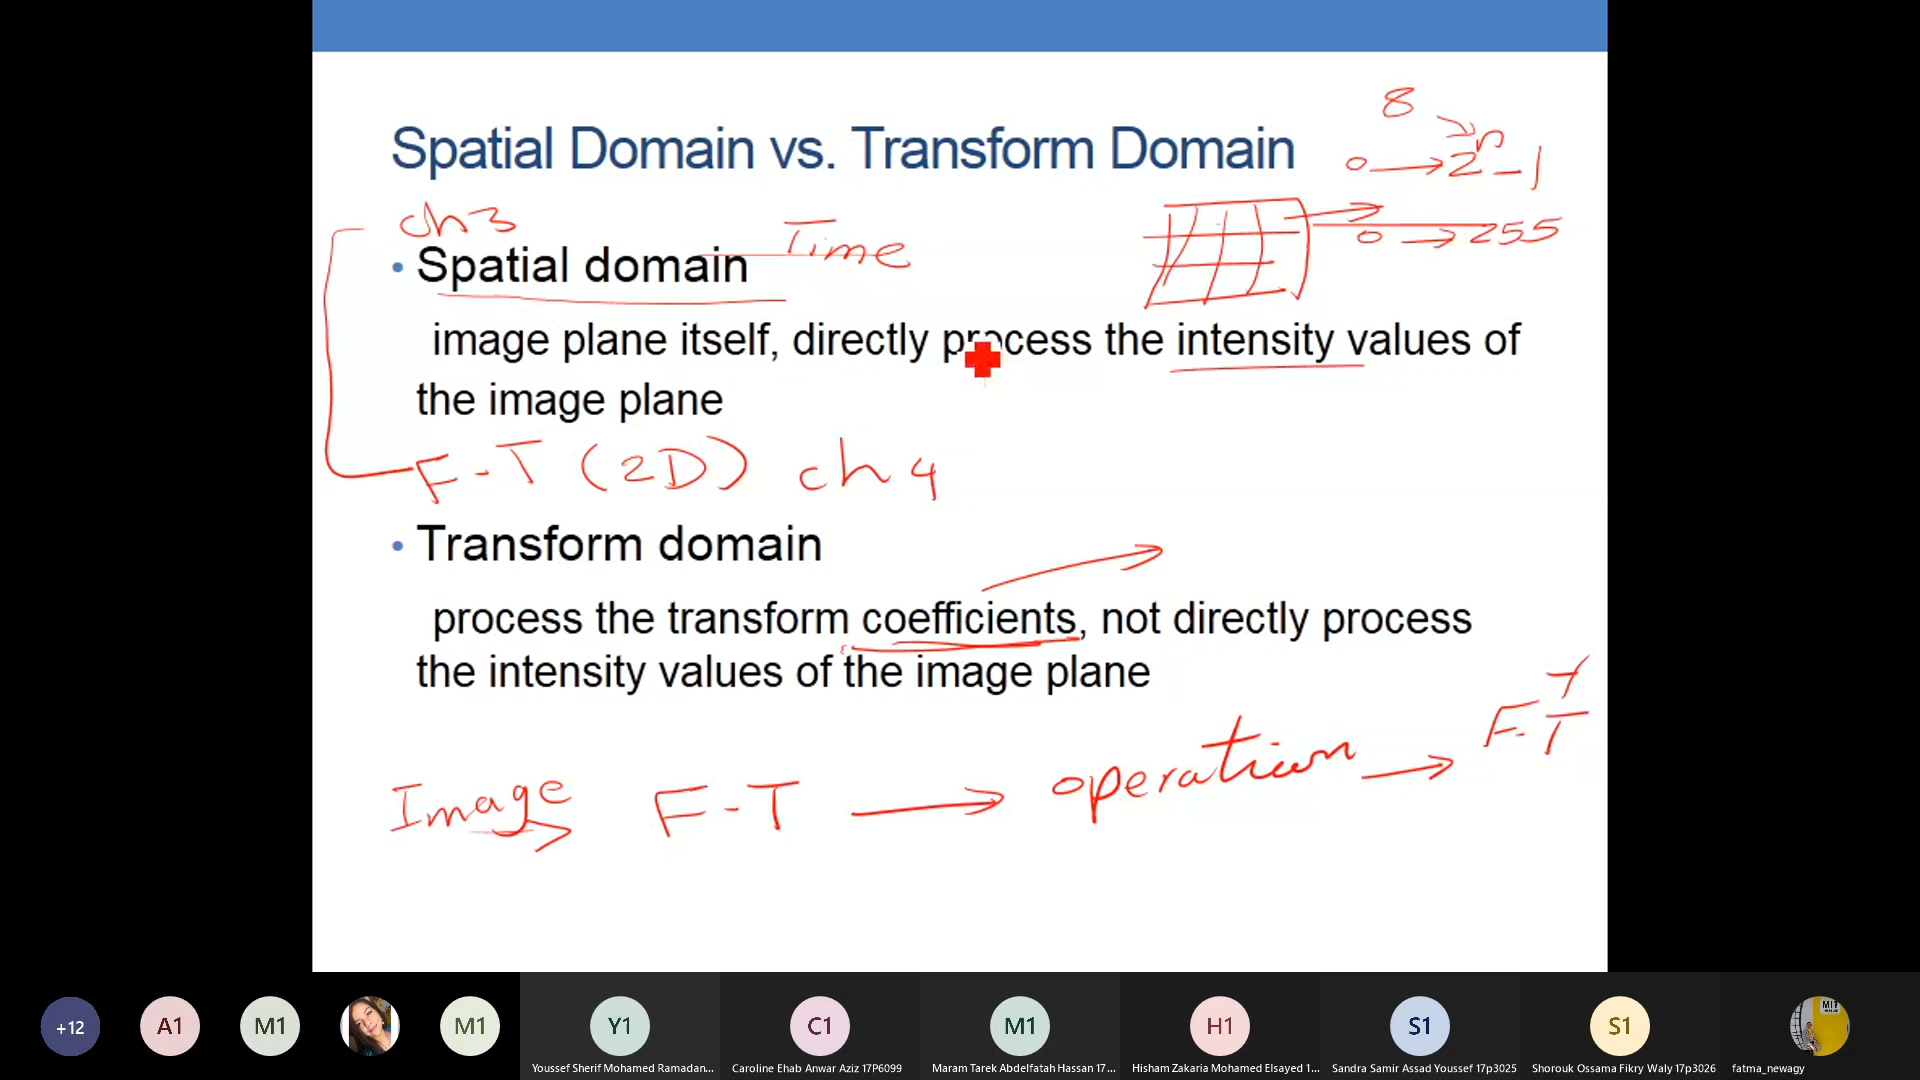 Spatial Domain vs. Transform Domain
8
n
0 → 2 - 1
0 → 255
ch3
Time
• Spatial domain
image plane itself, directly process the intensity values of
the image plane
F-T (2D) ch 4
• Transform domain
process the transform coefficients, not directly process
the intensity values of the image plane
Image F-T → operation → F-T
+12
A1
M1
M1
Y1
C1
M1
H1
S1
S1
MIT
Youssef Sherif Mohamed Ramadan...
Caroline Ehab Anwar Aziz 17P6099
Maram Tarek Abdelfatah Hassan 17 ...
Hisham Zakaria Mohamed Elsayed 1...
Sandra Samir Assad Youssef 17p3025
Shorouk Ossama Fikry Waly 17p3026
fatma_newagy